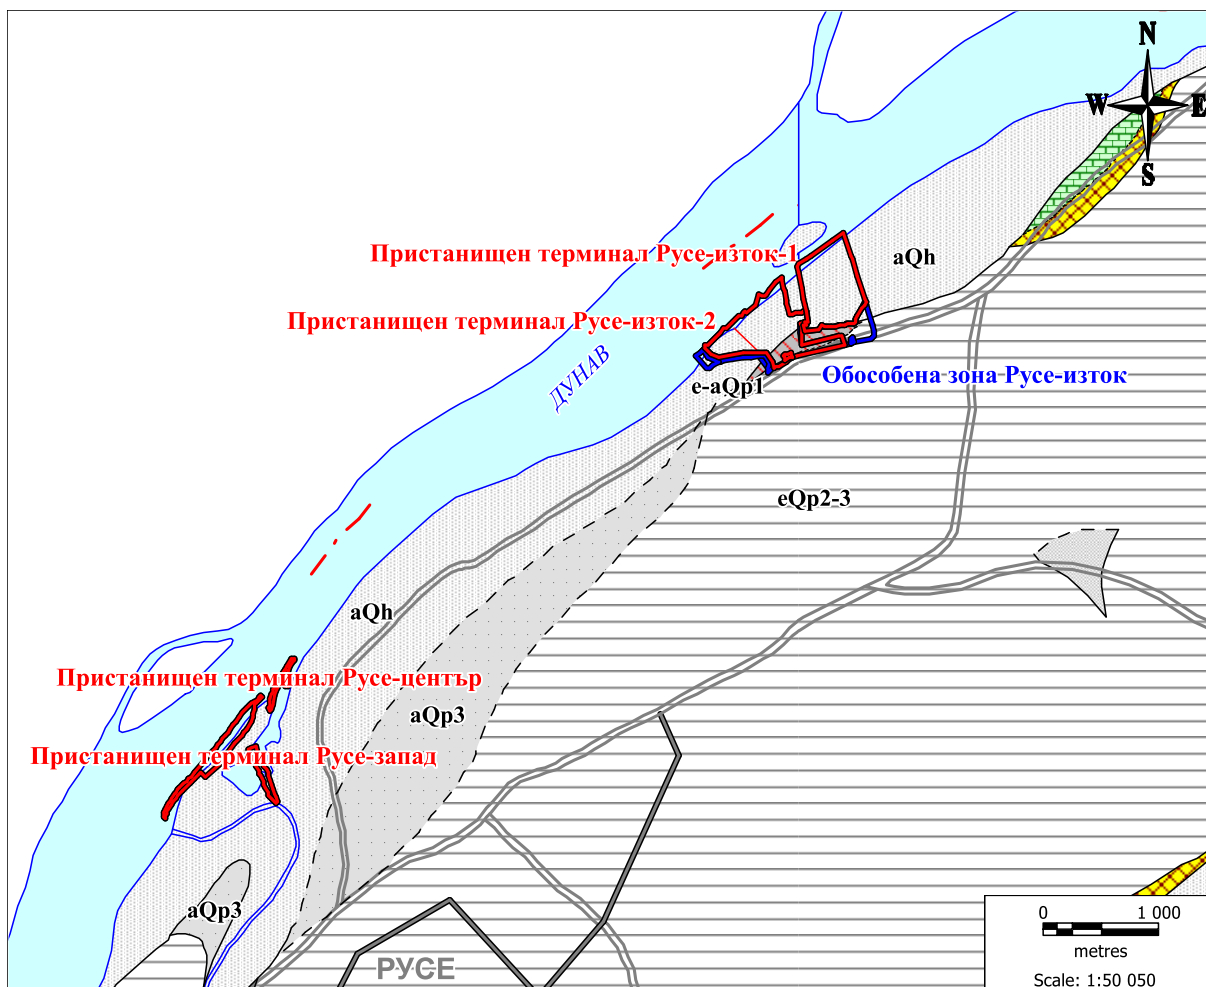 N
W E
S
Пристанищен терминал Русе-изток-1
aQh
Пристанищен терминал Русе-изток-2
ДУНАВ
Обособена зона Русе-изток
e-aQp1
eQp2-3
aQh
Пристанищен терминал Русе-център
aQp3
Пристанищен терминал Русе-запад
aQp3
РУСЕ
0 1 000
metres
Scale: 1:50 050